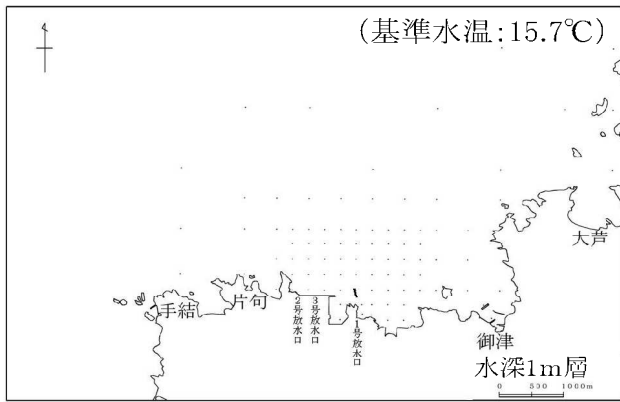 (基準水温:15.7℃)
大芦
手結
片句
2号放水口
3号放水口
1号放水口
御津
水深1m層
0 500 1000m